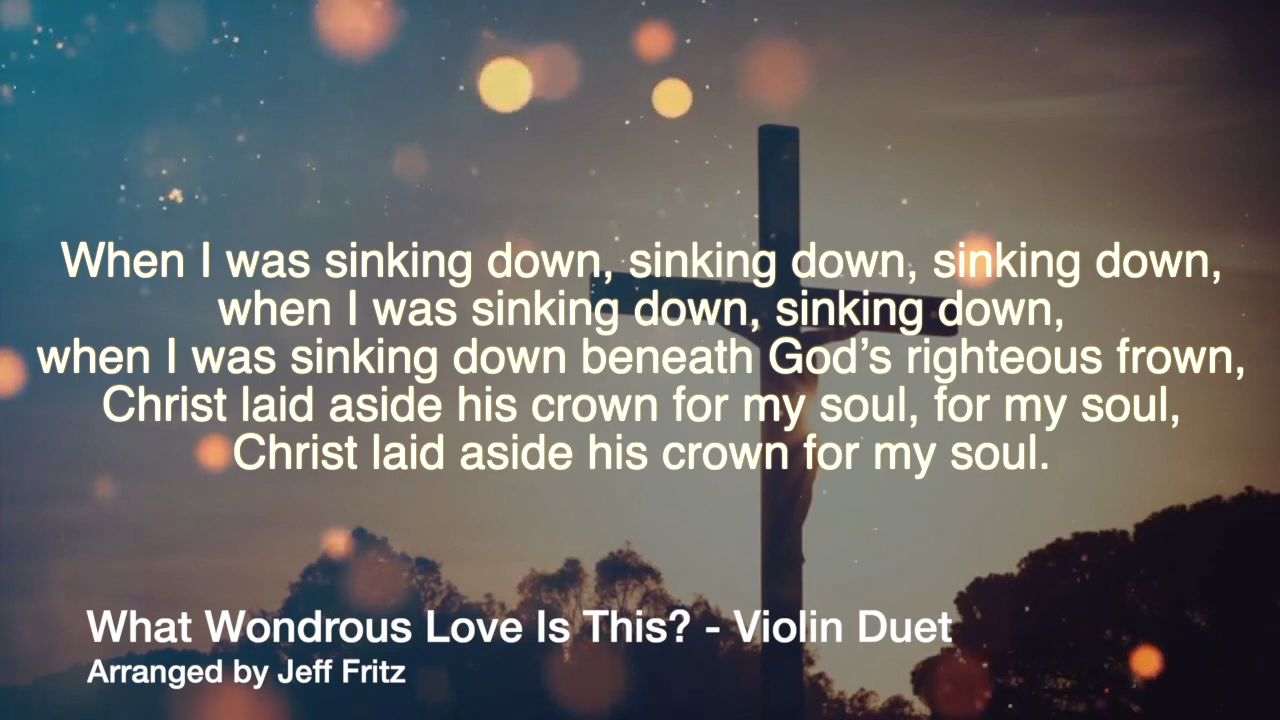 When I was sinking down, sinking down, sinking down,
when I was sinking down, sinking down,
when I was sinking down beneath God’s righteous frown,
Christ laid aside his crown for my soul, for my soul,
Christ laid aside his crown for my soul.
What Wondrous Love Is This? - Violin Duet
Arranged by Jeff Fritz